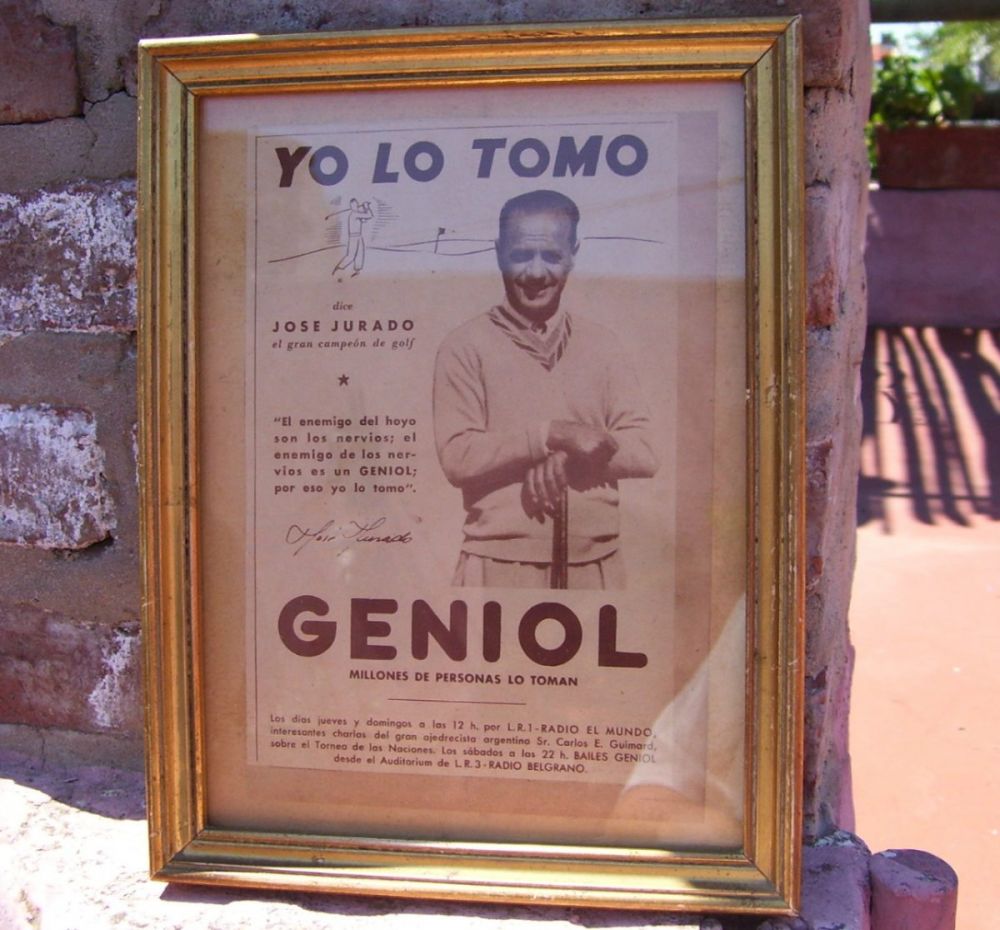 YO LO TOMO
dice
JOSE JURADO
el gran campeón de golf
"El enemigo del hoyo
son los nervios; el
enemigo de los ner-
vios es un GENIOL;
por eso yo lo tomo".
José Jurado
GENIOL
MILLONES DE PERSONAS LO TOMAN
Los días jueves y domingos a las 12 h. por L.R.1-RADIO EL MUNDO,
interesantes charlas del gran ajedrecista argentino Sr. Carlos E. Guimard,
sobre el Torneo de las Naciones. Los sábados a las 22 h. BAILES GENIOL
desde el Auditorium de L.R.3-RADIO BELGRANO.